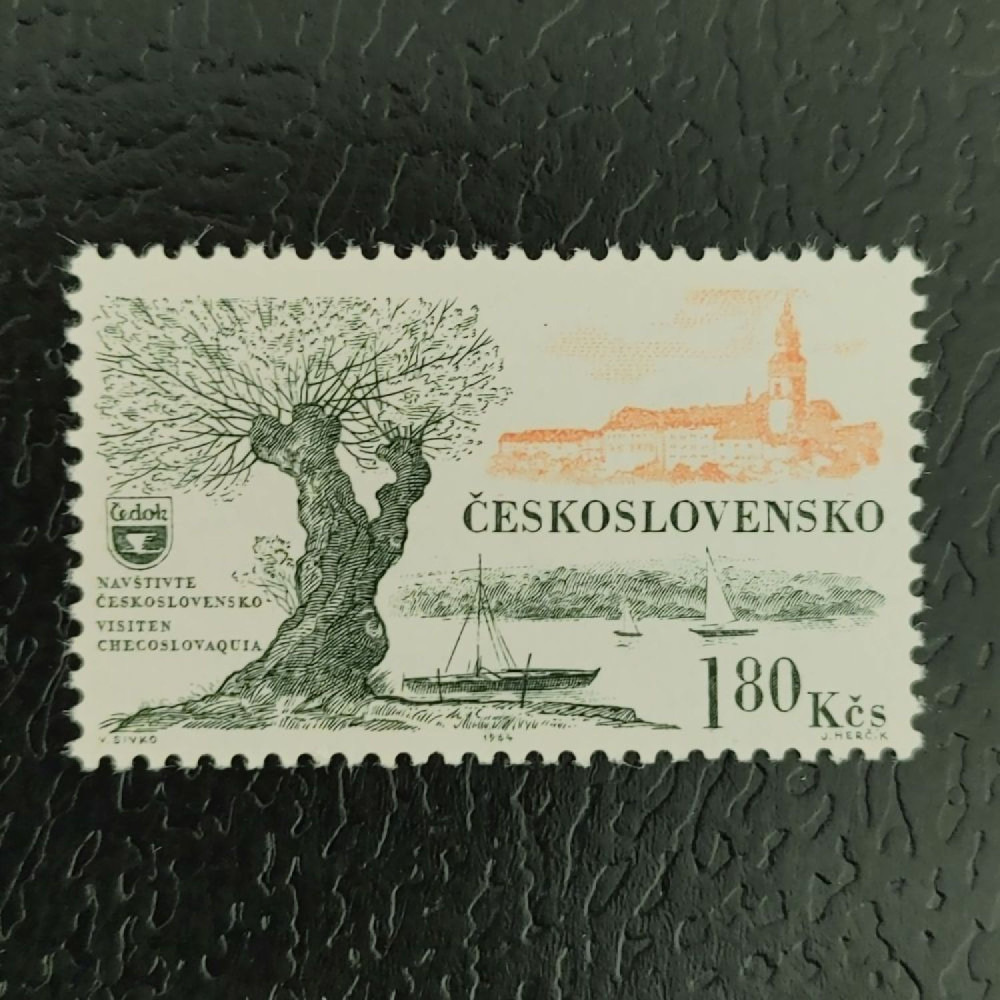 ČESKOSLOVENSKO
čedok
NAVŠTIVTE
ČESKOSLOVENSKO
VISITEN
CHECOSLOVAQUIA
1 80 Kčs
V. SIVKO
1964
J. HERČÍK